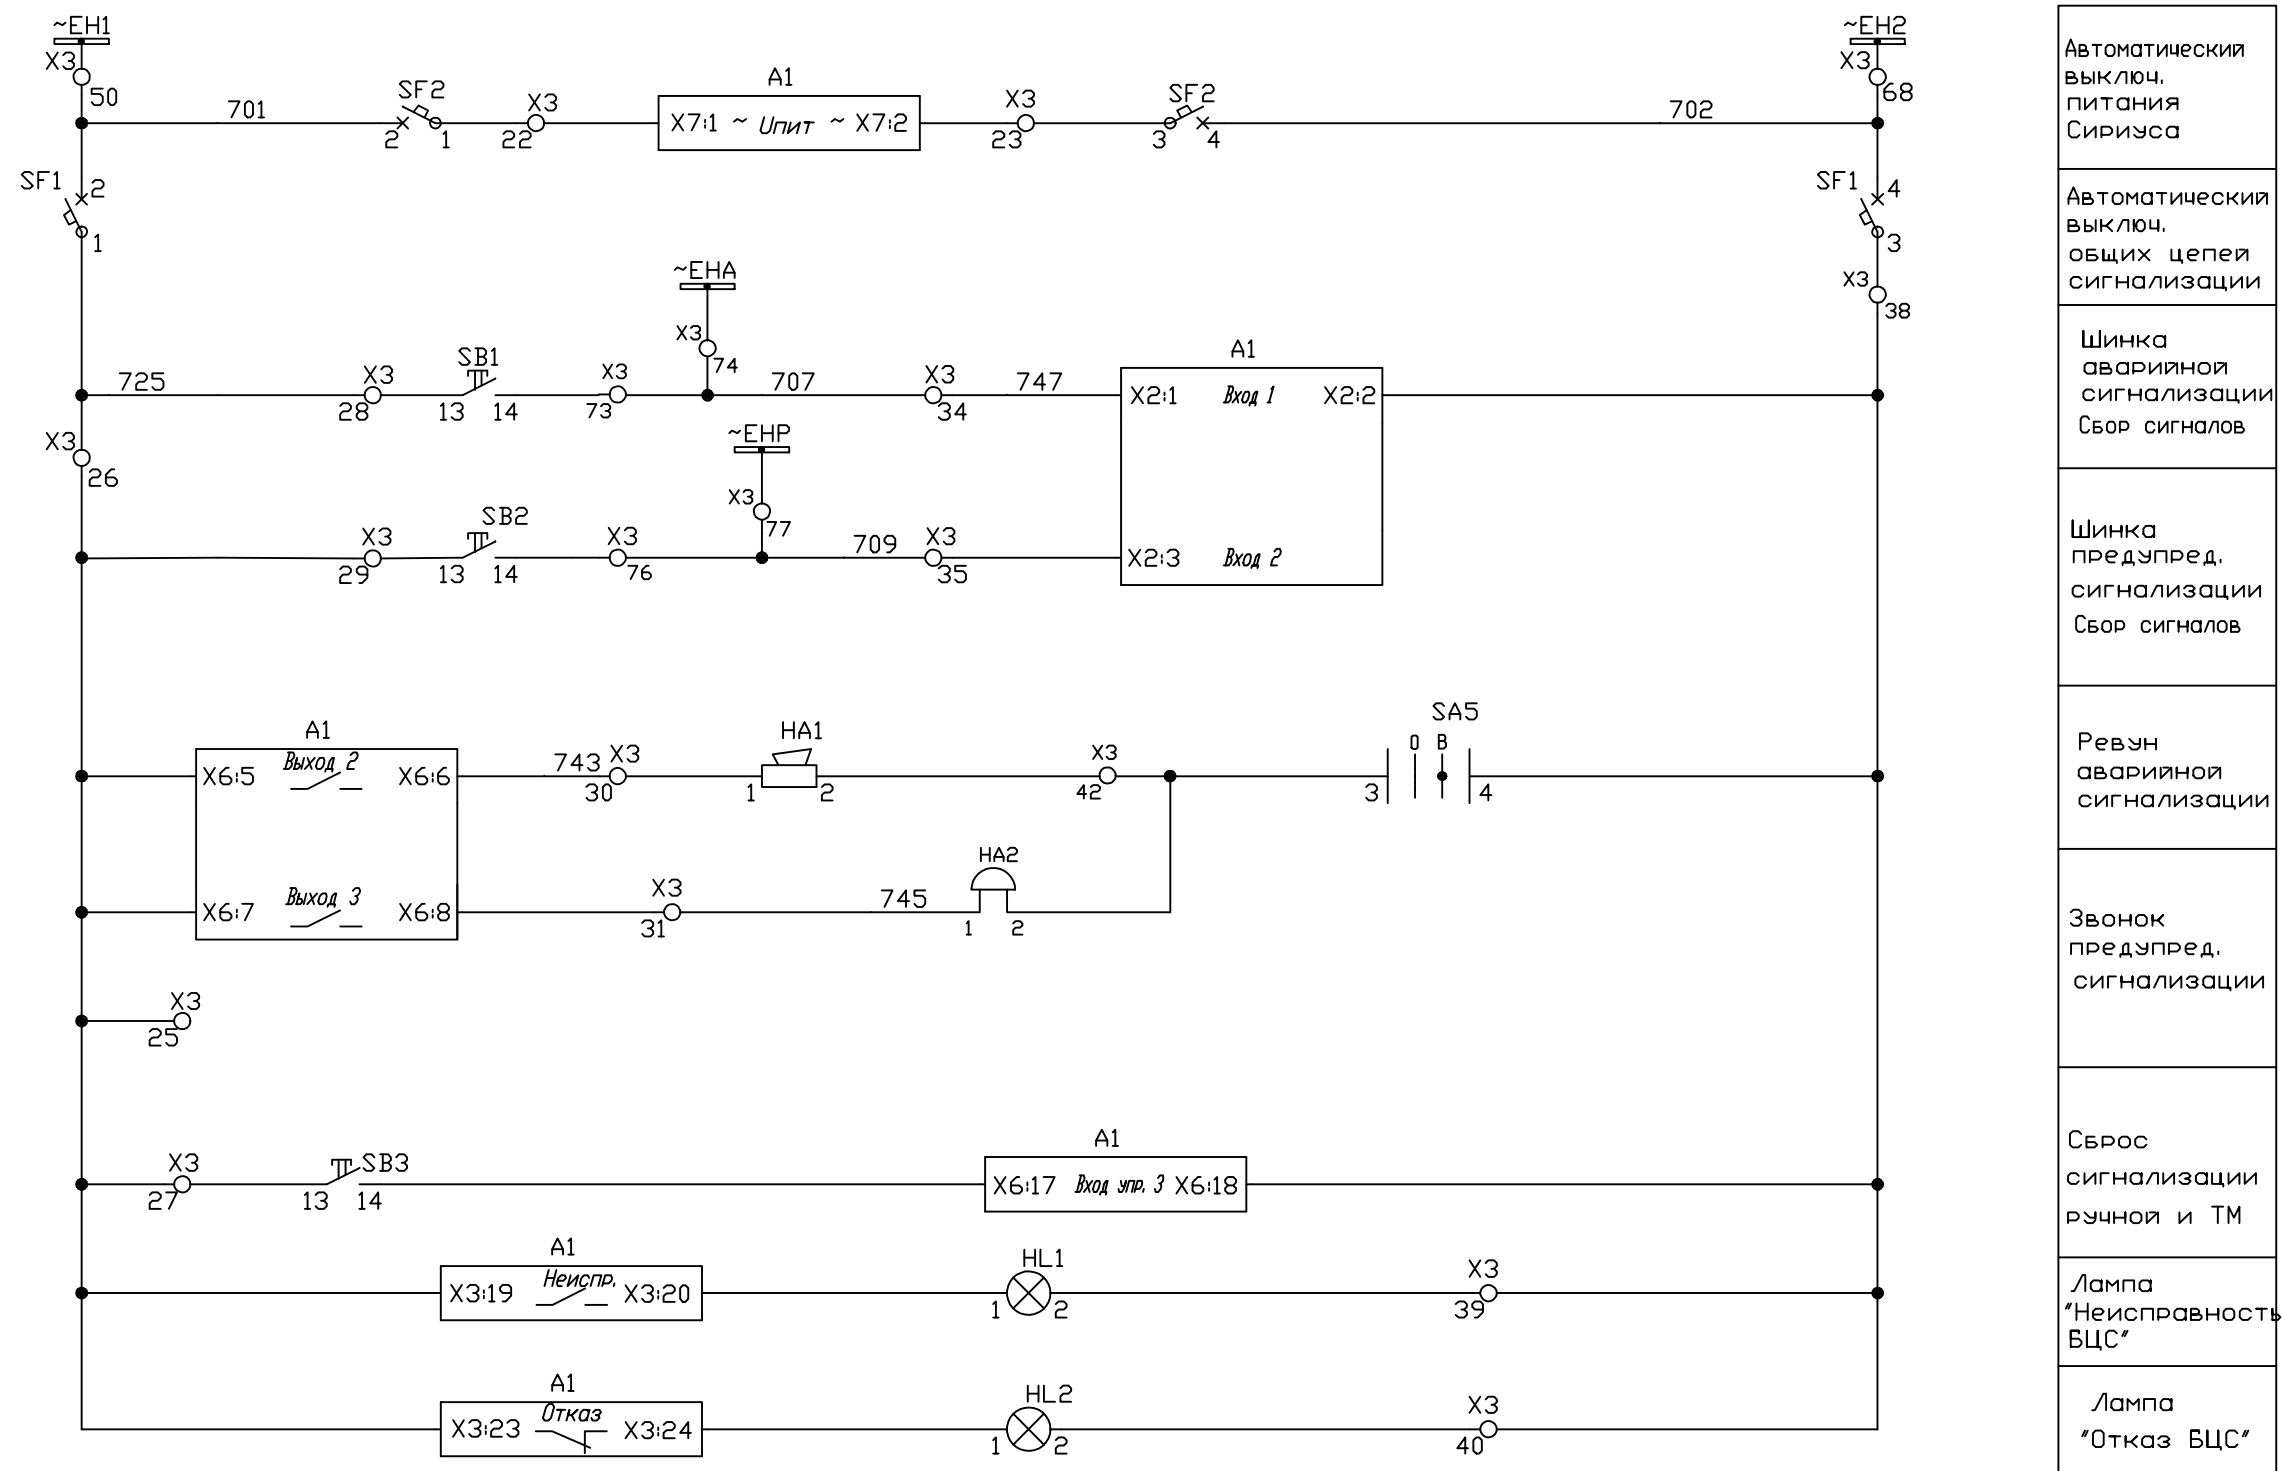 ~EH1
X3
50
701
SF2
2
1
X3
22
A1
X7:1 ~ Uпит ~ X7:2
X3
23
SF2
3
4
702
~EH2
X3
68
Автоматический
выключ.
питания
Сириуса
SF1
2
1
SF1
4
3
X3
38
Автоматический
выключ.
общих цепей
сигнализации
~EHA
X3
74
725
X3
28
SB1
13
14
X3
73
707
X3
34
747
A1
X2:1
Вход 1
X2:2
Шинка
аварийной
сигнализации
Сбор сигналов
X3
26
~EHP
X3
77
X3
29
SB2
13
14
X3
76
709
X3
35
X2:3
Вход 2
Шинка
предупред.
сигнализации
Сбор сигналов
A1
X6:5
Выход 2
X6:6
743
X3
30
HA1
1
2
X3
42
SA5
О
В
3
4
Ревун
аварийной
сигнализации
X6:7
Выход 3
X6:8
X3
31
745
HA2
1
2
Звонок
предупред.
сигнализации
X3
25
X3
27
SB3
13
14
A1
X6:17 Вход упр. 3 X6:18
Сброс
сигнализации
ручной и ТМ
A1
X3:19
Неиспр.
X3:20
HL1
1
2
X3
39
Лампа
"Неисправность
БЦС"
A1
X3:23
Отказ
X3:24
HL2
1
2
X3
40
Лампа
"Отказ БЦС"